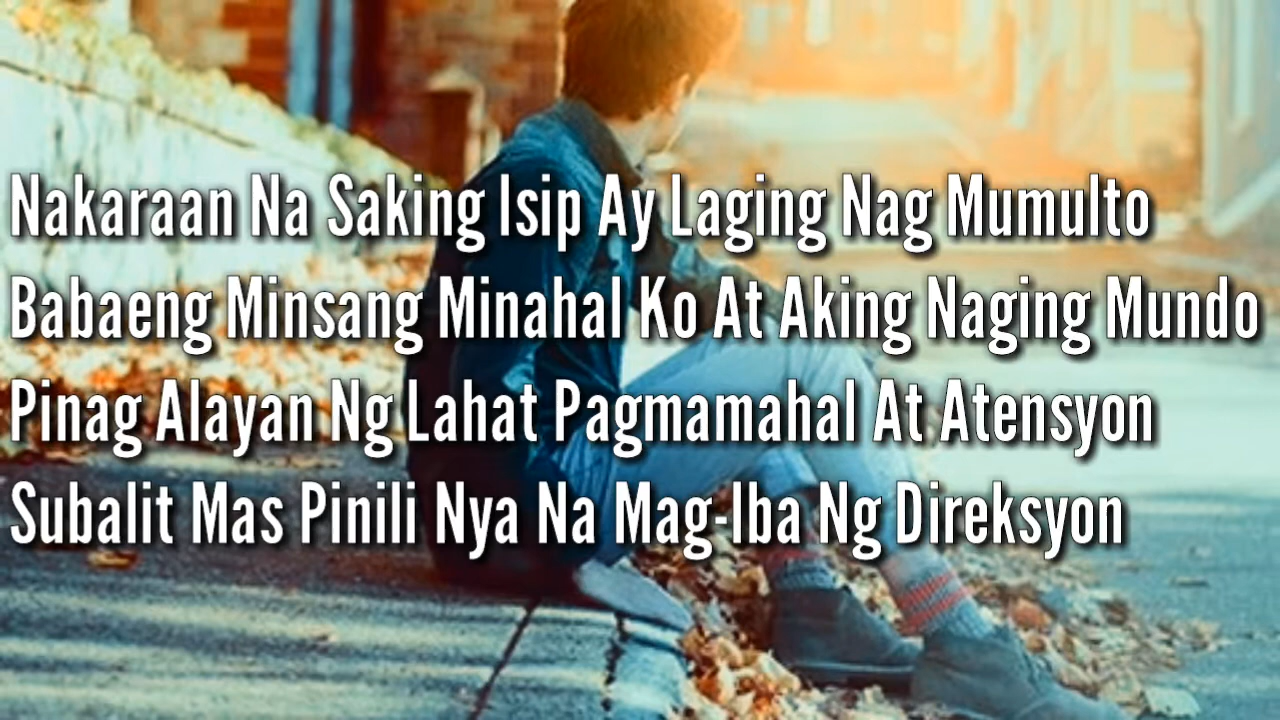 Nakaraan Na Saking Isip Ay Laging Nag Mumulto
Babaeng Minsang Minahal Ko At Aking Naging Mundo
Pinag Alayan Ng Lahat Pagmamahal At Atensyon
Subalit Mas Pinili Nya Na Mag-Iba Ng Direksyon